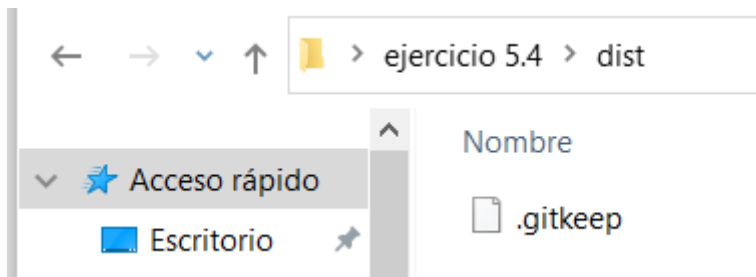 ejercicio 5.4 > dist
Nombre
Acceso rápido
.gitkeep
Escritorio